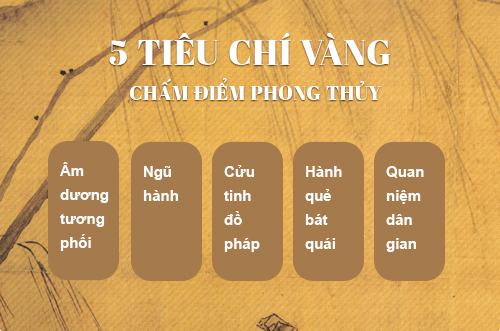 5 TIÊU CHÍ VÀNG
CHẤM ĐIỂM PHONG THỦY
Âm
dương
tương
phối
Ngũ
hành
Cửu
tinh
đồ
pháp
Hành
quẻ
bát
quái
Quan
niệm
dân
gian